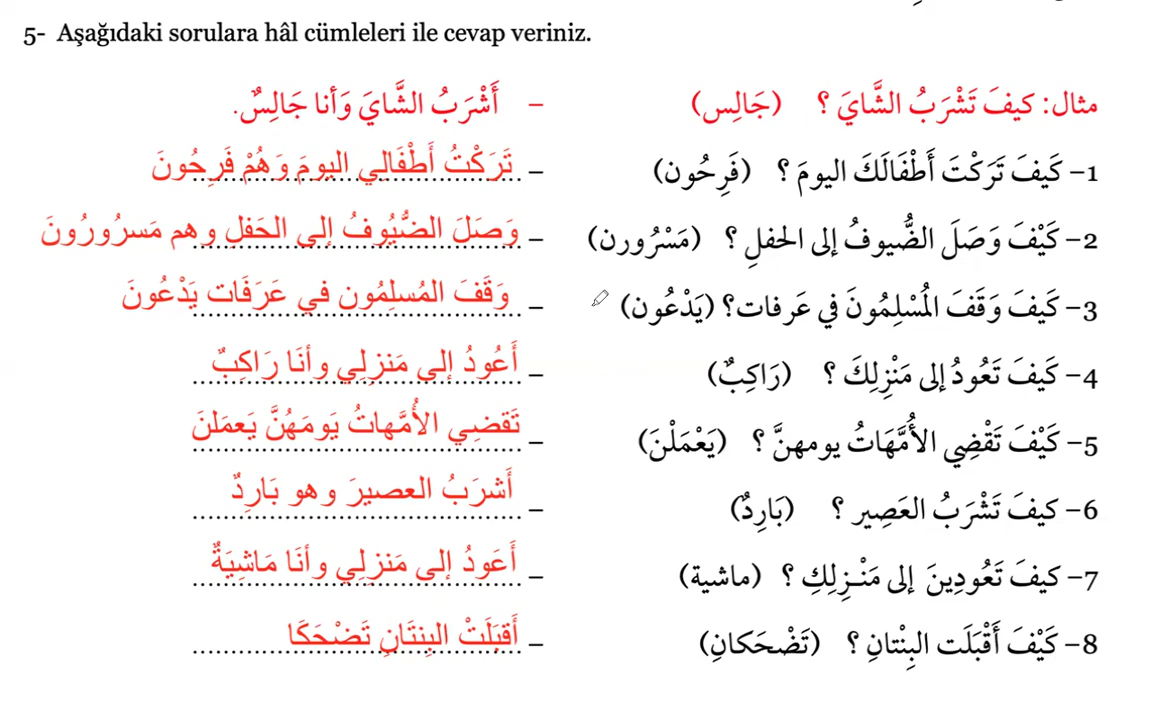 5- Aşağıdaki sorulara hâl cümleleri ile cevap veriniz.
مثال: كيفَ تَشْرَبُ الشَّايَ ؟ (جَالِس) – أَشْرَبُ الشَّايَ وَأنا جَالِسٌ.
1– كَيفَ تَرَكْتَ أَطْفَالَكَ اليومَ ؟ (فَرِحُون) – تَرَكْتُ أَطْفَالِي اليومَ وَهُمْ فَرِحُونَ
2– كَيْفَ وَصَلَ الضُّيوفُ إلى الحفلِ ؟ (مَسْرُورن) – وَصَلَ الضُّيُوفُ إلى الحَفلِ وهم مَسرُورُونَ
3– كَيفَ وَقَفَ المُسْلِمُونَ في عَرفات؟ (يَدْعُون) – وَقَفَ المُسلِمُون في عَرَفَات يَدْعُونَ
4– كَيفَ تَعُودُ إلى مَنْزِلِكَ ؟ (رَاكِبٌ) – أَعُودُ إلى مَنزِلِي وأنَا رَاكِبٌ
5– كَيْفَ تَقْضِي الأُمَّهَاتُ يومهنَّ ؟ (يَعْمَلْنَ) – تَقضِي الأُمَّهاتُ يَومَهُنَّ يَعمَلنَ
6– كيفَ تَشْرَبُ العَصِير ؟ (بَارِدٌ) – أَشرَبُ العصيرَ وهو بَارِدٌ
7– كيفَ تَعُودِينَ إلى مَنْزِلِكِ ؟ (ماشية) – أَعَودُ إلى مَنزِلِي وأنَا مَاشِيَةٌ
8– كَيْفَ أَقْبَلَت البِنْتانِ ؟ (تَضْحَكانِ) – أَقبَلَتْ البِنتَانِ تَضْحَكَا